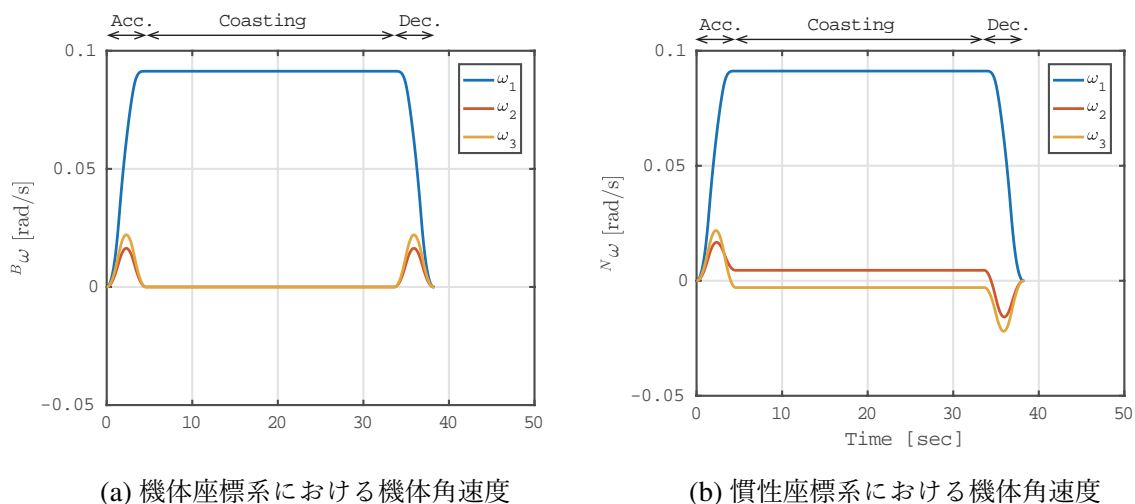 Acc. Coasting Dec.
0.1
0.05
0
-0.05
ᴮω [rad/s]
ω₁
ω₂
ω₃
0 10 20 30 40 50
(a) 機体座標系における機体角速度
Acc. Coasting Dec.
0.1
0.05
0
-0.05
ᴺω [rad/s]
ω₁
ω₂
ω₃
0 10 20 30 40 50
Time [sec]
(b) 慣性座標系における機体角速度